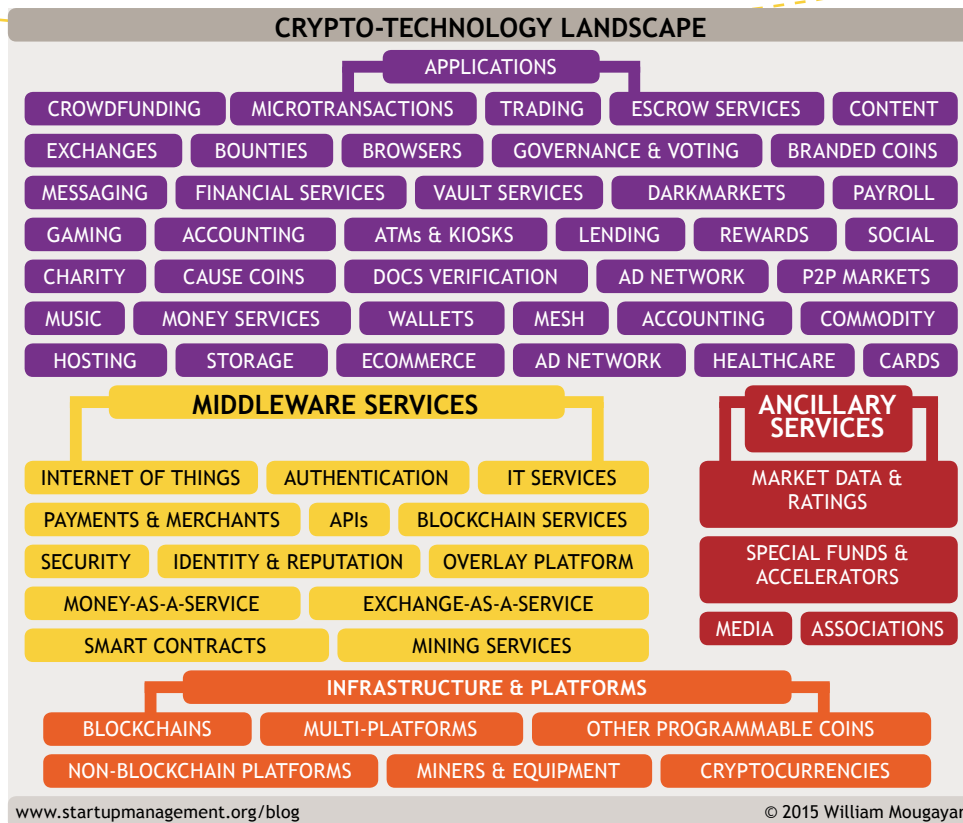 CRYPTO-TECHNOLOGY LANDSCAPE
APPLICATIONS
CROWDFUNDING MICROTRANSACTIONS TRADING ESCROW SERVICES CONTENT
EXCHANGES BOUNTIES BROWSERS GOVERNANCE & VOTING BRANDED COINS
MESSAGING FINANCIAL SERVICES VAULT SERVICES DARKMARKETS PAYROLL
GAMING ACCOUNTING ATMs & KIOSKS LENDING REWARDS SOCIAL
CHARITY CAUSE COINS DOCS VERIFICATION AD NETWORK P2P MARKETS
MUSIC MONEY SERVICES WALLETS MESH ACCOUNTING COMMODITY
HOSTING STORAGE ECOMMERCE AD NETWORK HEALTHCARE CARDS
MIDDLEWARE SERVICES
INTERNET OF THINGS AUTHENTICATION IT SERVICES
PAYMENTS & MERCHANTS APIs BLOCKCHAIN SERVICES
SECURITY IDENTITY & REPUTATION OVERLAY PLATFORM
MONEY-AS-A-SERVICE EXCHANGE-AS-A-SERVICE
SMART CONTRACTS MINING SERVICES
ANCILLARY
SERVICES
MARKET DATA &
RATINGS
SPECIAL FUNDS &
ACCELERATORS
MEDIA ASSOCIATIONS
INFRASTRUCTURE & PLATFORMS
BLOCKCHAINS MULTI-PLATFORMS OTHER PROGRAMMABLE COINS
NON-BLOCKCHAIN PLATFORMS MINERS & EQUIPMENT CRYPTOCURRENCIES
www.startupmanagement.org/blog © 2015 William Mougayar